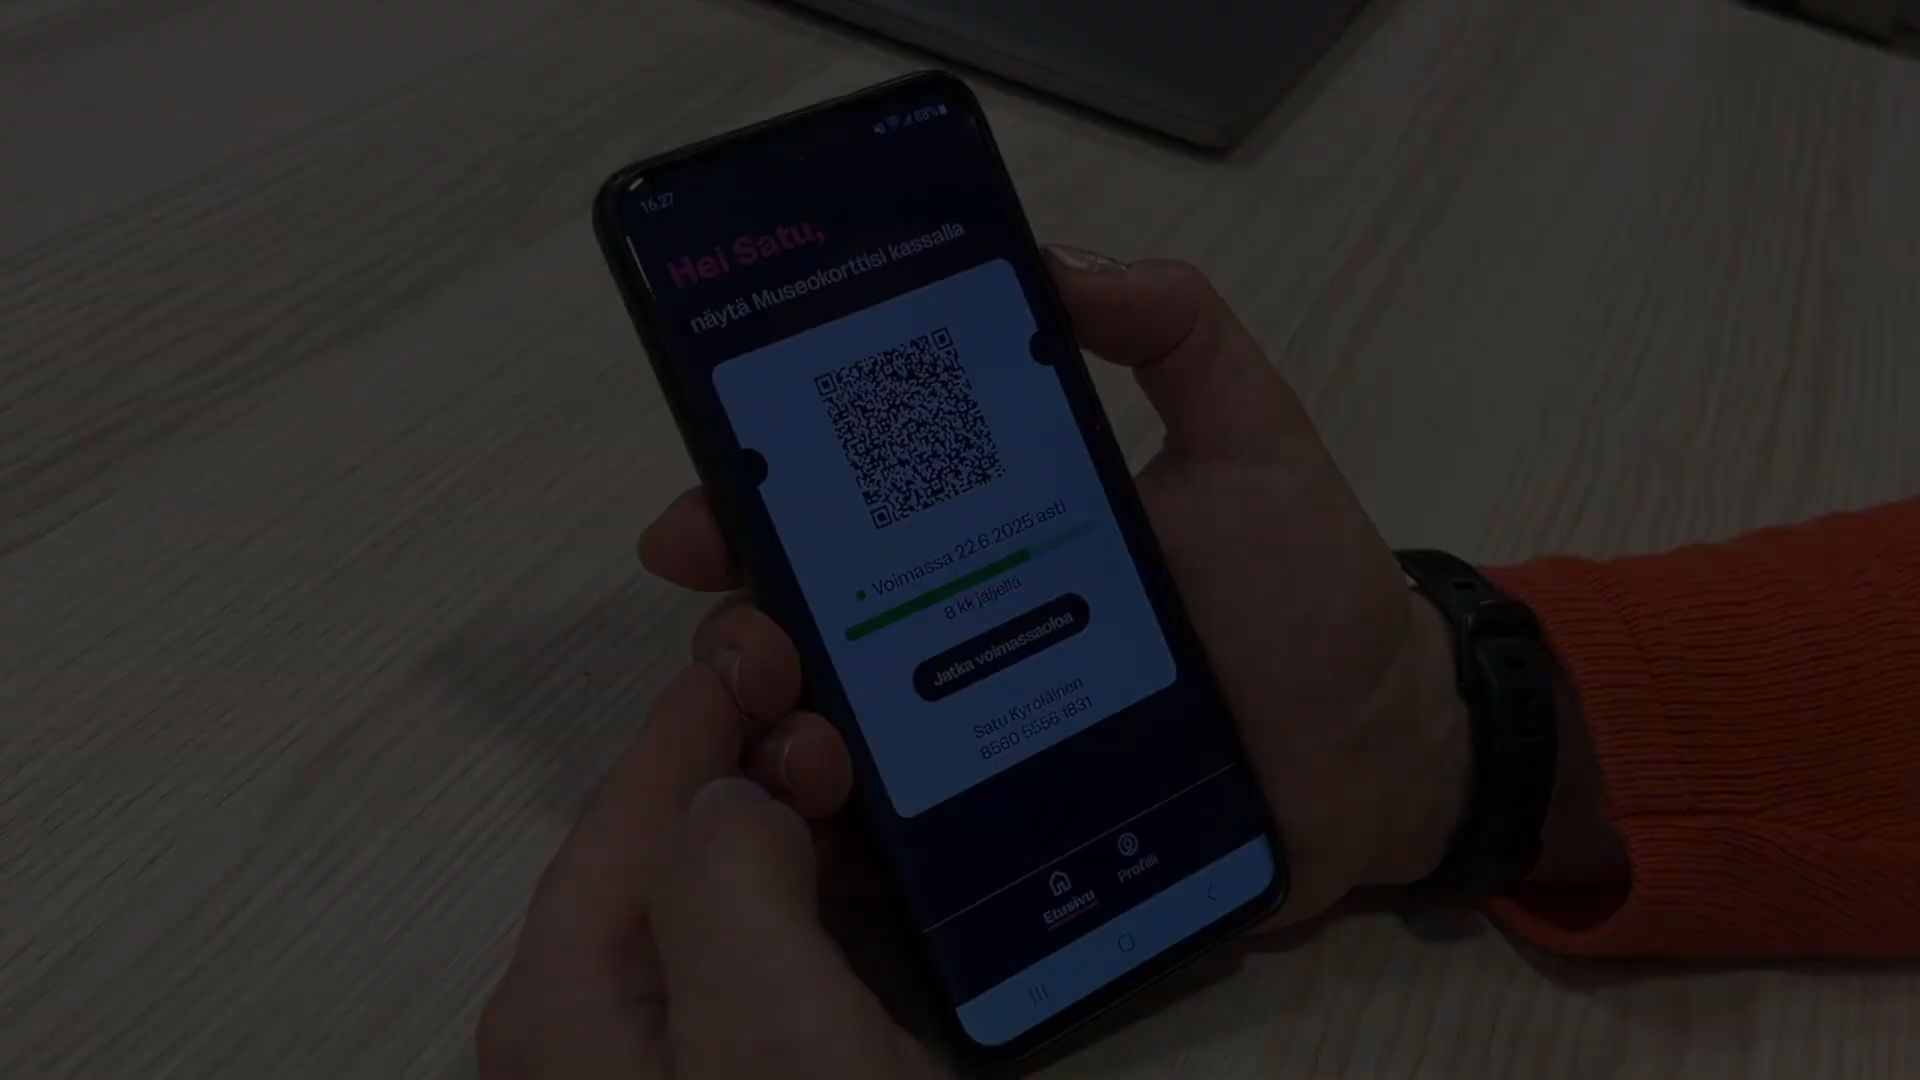 16.27
88%
Hei Satu,
näytä Museokorttisi kassalla
Voimassa 22.6.2025 asti
8 kk jäljellä
Jatka voimassaoloa
Satu Kyröläinen
8560 5556 1831
Etusivu
Profiili